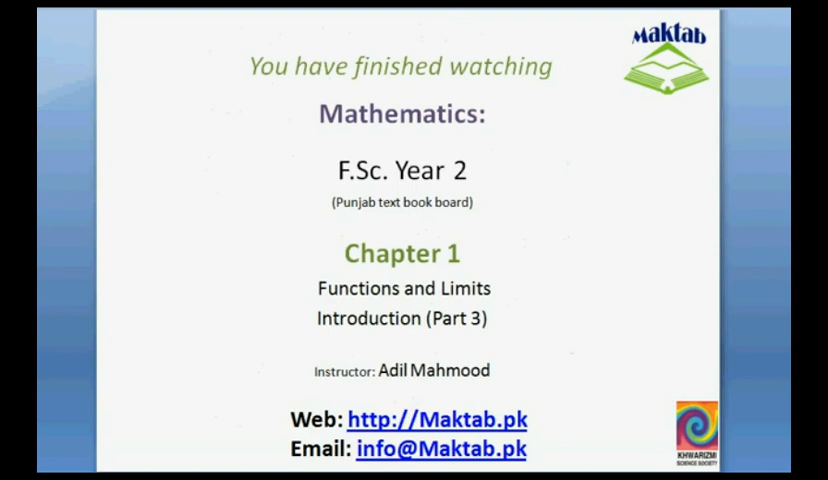 Maktab
You have finished watching
Mathematics:
F.Sc. Year 2
(Punjab text book board)
Chapter 1
Functions and Limits
Introduction (Part 3)
Instructor: Adil Mahmood
Web: http://Maktab.pk
Email: info@Maktab.pk
KHWARIZMI
SCIENCE SOCIETY